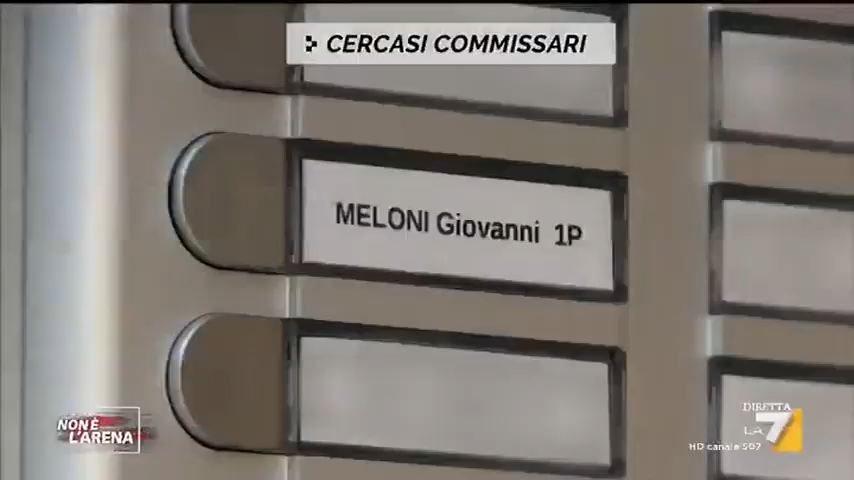 CERCASI COMMISSARI
MELONI Giovanni 1P
NON È
L'ARENA
DIRETTA
LA 7
HD canale 507